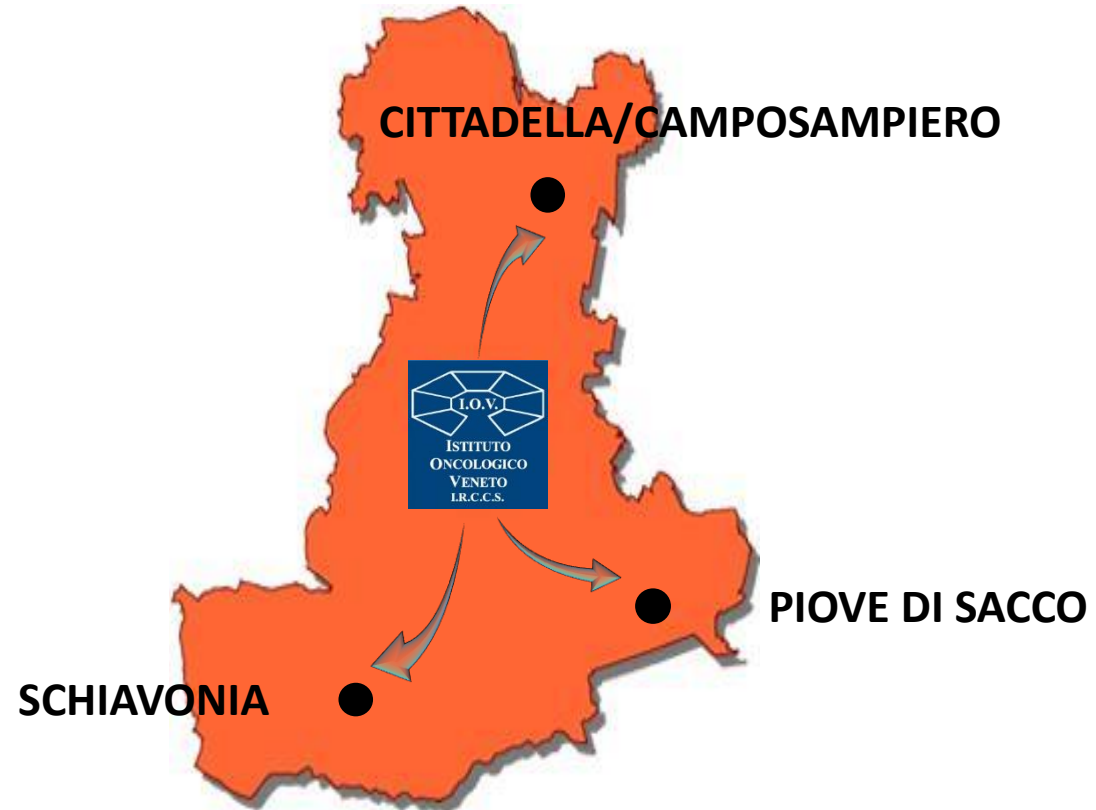 CITTADELLA/CAMPOSAMPIERO
I.O.V.
ISTITUTO
ONCOLOGICO
VENETO
I.R.C.C.S.
PIOVE DI SACCO
SCHIAVONIA